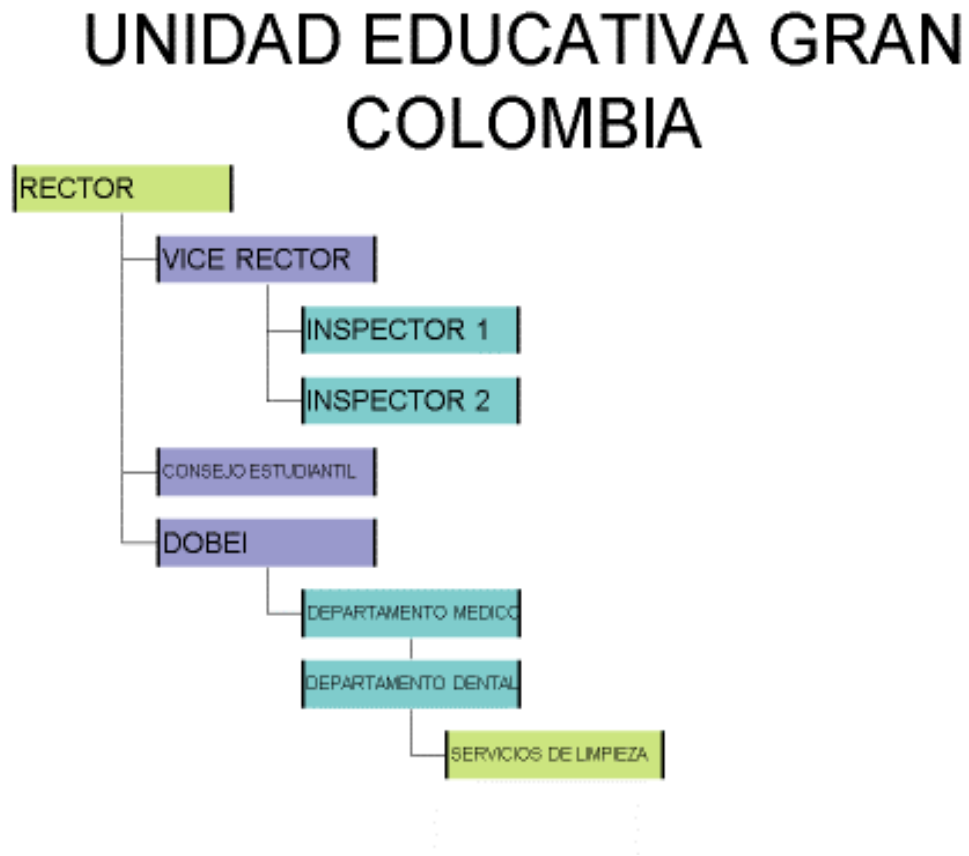 UNIDAD EDUCATIVA GRAN
COLOMBIA
RECTOR
VICE RECTOR
INSPECTOR 1
INSPECTOR 2
CONSEJO ESTUDIANTIL
DOBEI
DEPARTAMENTO MEDICO
DEPARTAMENTO DENTAL
SERVICIOS DE LIMPIEZA